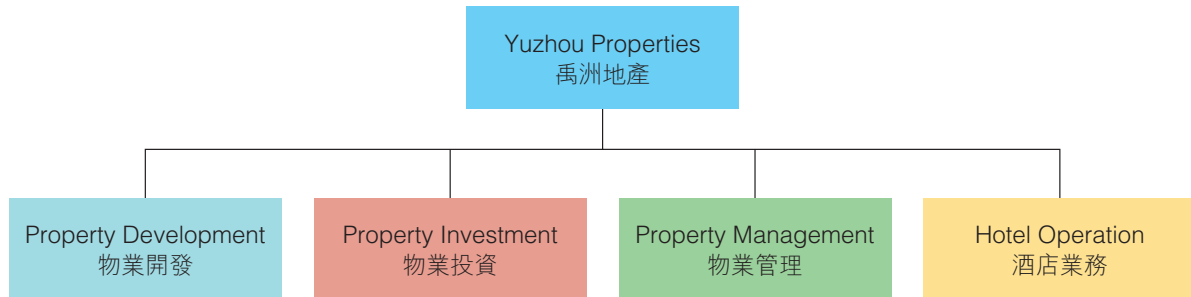 Yuzhou Properties
禹洲地產
Property Development
物業開發
Property Investment
物業投資
Property Management
物業管理
Hotel Operation
酒店業務